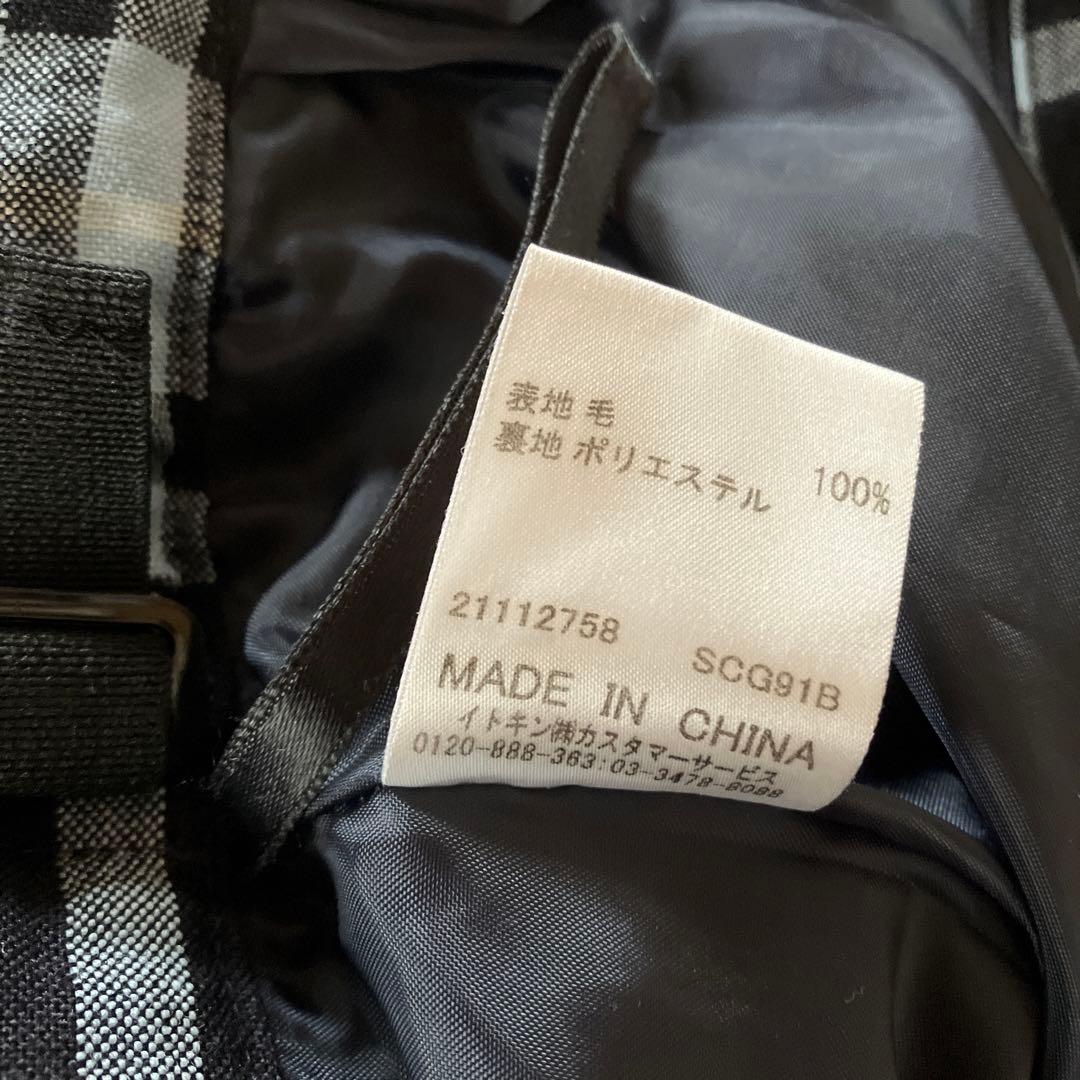 表地 毛 100%
裏地 ポリエステル
21112758 SCG91B
MADE IN CHINA
イトキン㈱カスタマーサービス
0120-888-363:03-3478-8088